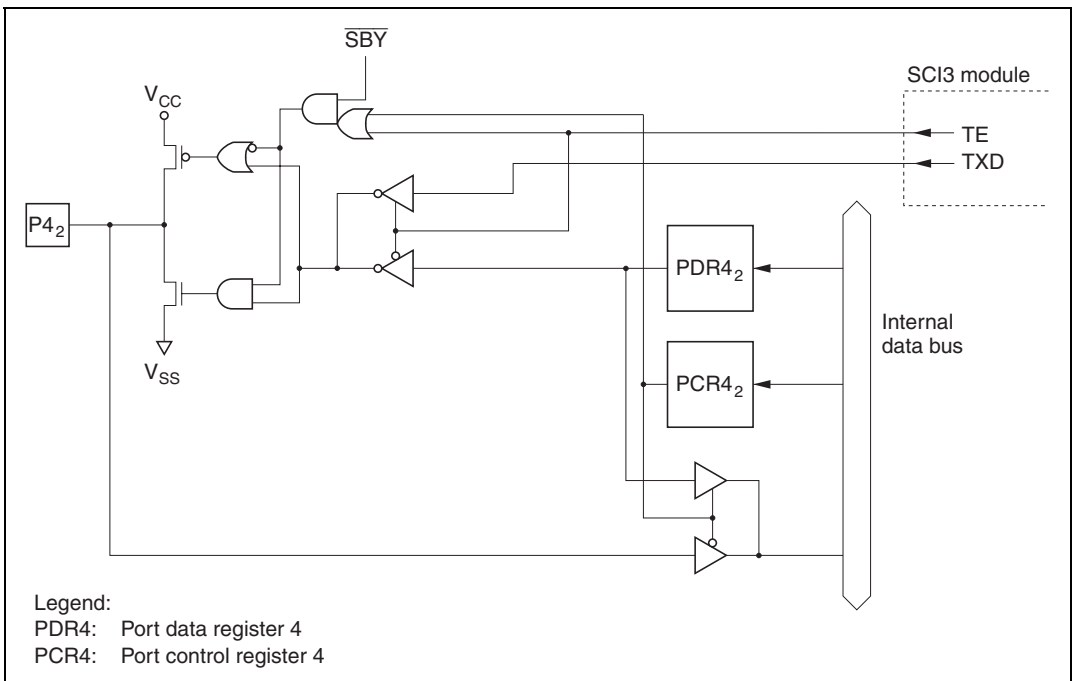 SBY
SCI3 module
VCC
TE
TXD
P42
PDR42
Internal
data bus
PCR42
VSS
Legend:
PDR4: Port data register 4
PCR4: Port control register 4